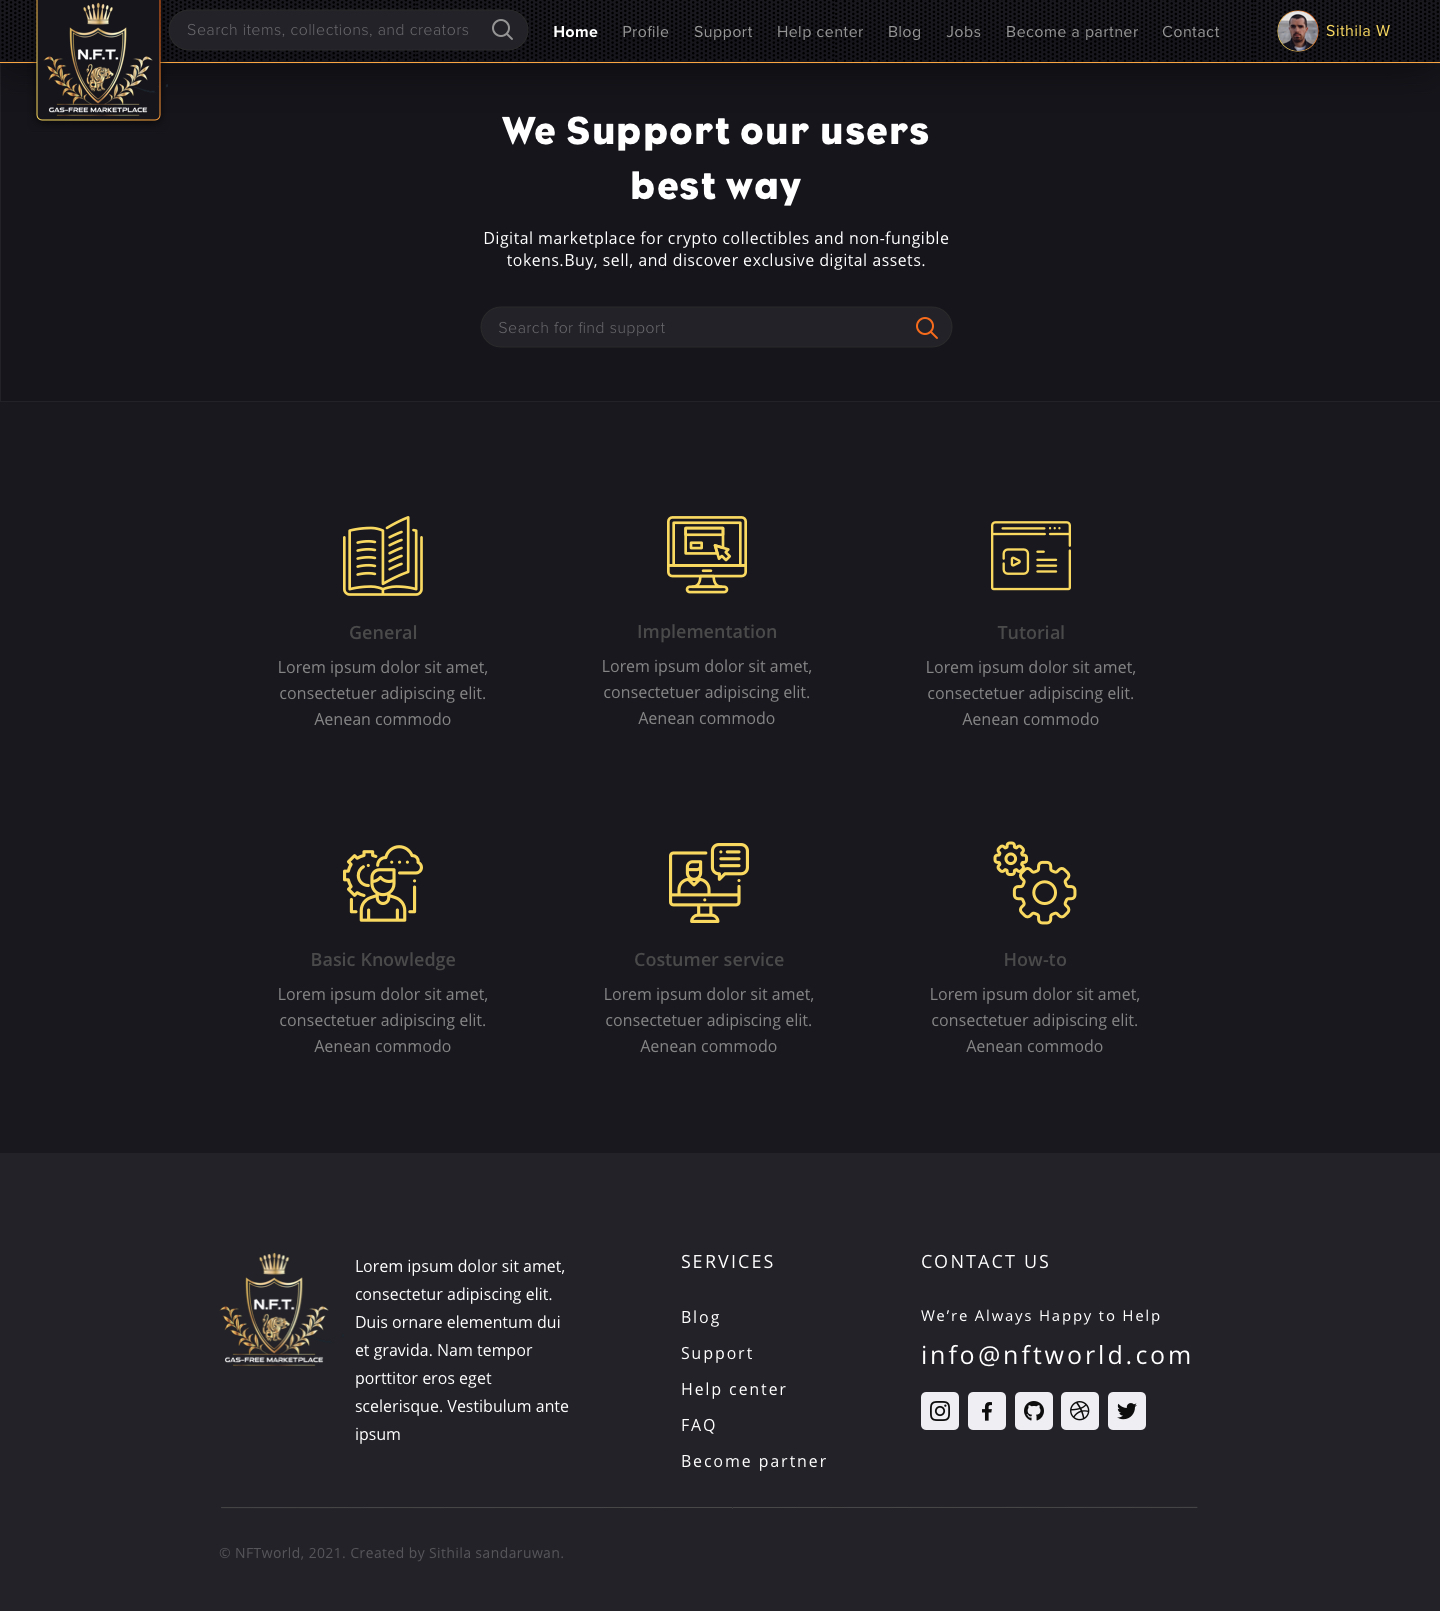 Search items, collections, and creators
Home Profile Support Help center Blog Jobs Become a partner Contact
Sithila W
N.F.T.
GAS-FREE MARKETPLACE
We Support our users
best way
Digital marketplace for crypto collectibles and non-fungible
tokens.Buy, sell, and discover exclusive digital assets.
Search for find support
General
Lorem ipsum dolor sit amet,
consectetuer adipiscing elit.
Aenean commodo
Implementation
Lorem ipsum dolor sit amet,
consectetuer adipiscing elit.
Aenean commodo
Tutorial
Lorem ipsum dolor sit amet,
consectetuer adipiscing elit.
Aenean commodo
Basic Knowledge
Lorem ipsum dolor sit amet,
consectetuer adipiscing elit.
Aenean commodo
Costumer service
Lorem ipsum dolor sit amet,
consectetuer adipiscing elit.
Aenean commodo
How-to
Lorem ipsum dolor sit amet,
consectetuer adipiscing elit.
Aenean commodo
N.F.T.
GAS-FREE MARKETPLACE
Lorem ipsum dolor sit amet,
consectetur adipiscing elit.
Duis ornare elementum dui
et gravida. Nam tempor
porttitor eros eget
scelerisque. Vestibulum ante
ipsum
SERVICES
Blog
Support
Help center
FAQ
Become partner
CONTACT US
We’re Always Happy to Help
info@nftworld.com
© NFTworld, 2021. Created by Sithila sandaruwan.